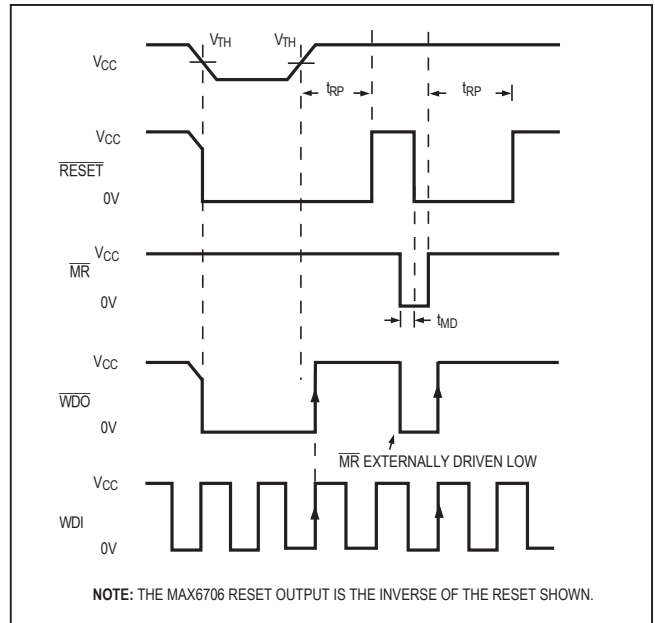 VTH VTH
VCC
tRP tRP
VCC
RESET
0V
VCC
MR
0V
tMD
VCC
WDO
0V
MR EXTERNALLY DRIVEN LOW
VCC
WDI
0V
NOTE: THE MAX6706 RESET OUTPUT IS THE INVERSE OF THE RESET SHOWN.